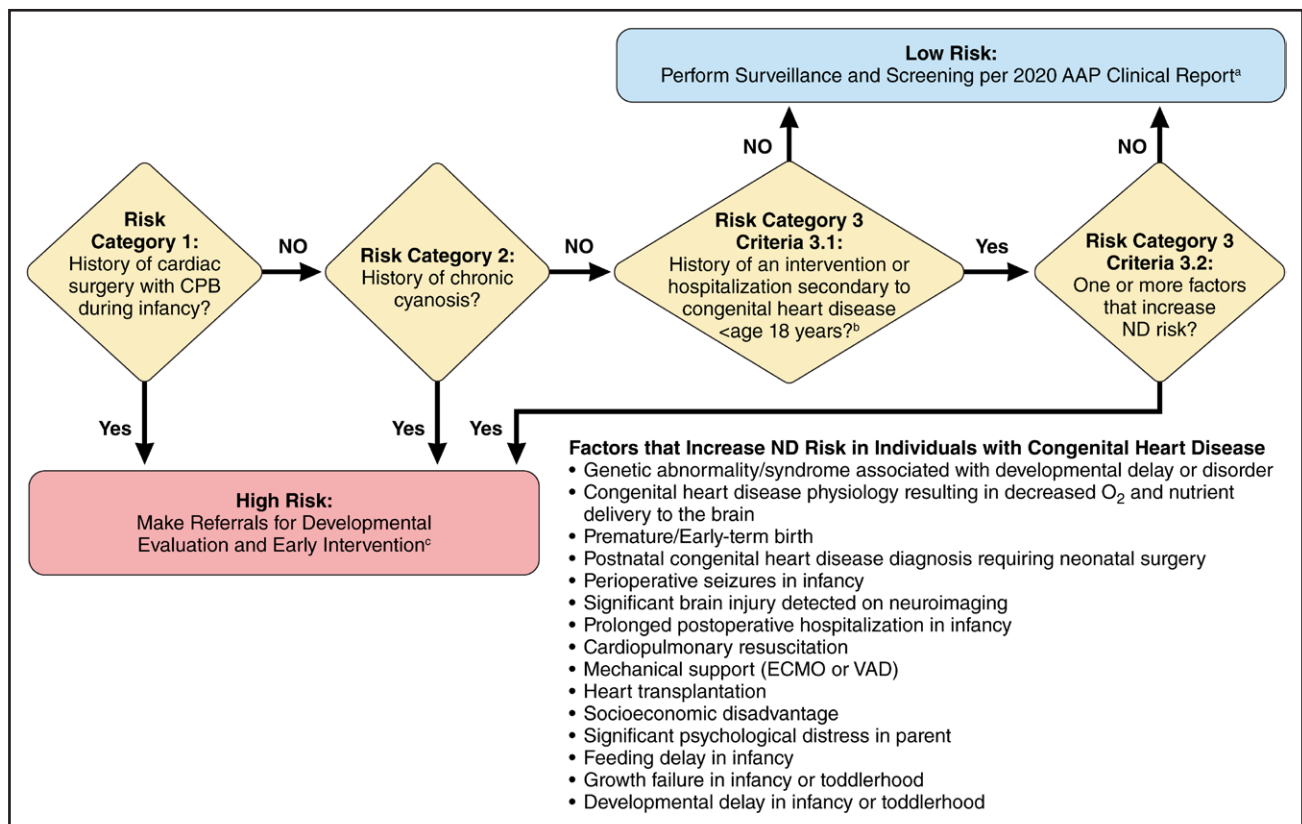 Low Risk:
Perform Surveillance and Screening per 2020 AAP Clinical Reportᵃ
NO
NO
Risk
Category 1:
History of cardiac
surgery with CPB
during infancy?
NO
Risk Category 2:
History of chronic
cyanosis?
NO
Risk Category 3
Criteria 3.1:
History of an intervention or
hospitalization secondary to
congenital heart disease
<age 18 years?ᵇ
Yes
Risk Category 3
Criteria 3.2:
One or more factors
that increase
ND risk?
Yes
Yes
Yes
High Risk:
Make Referrals for Developmental
Evaluation and Early Interventionᶜ
Factors that Increase ND Risk in Individuals with Congenital Heart Disease
• Genetic abnormality/syndrome associated with developmental delay or disorder
• Congenital heart disease physiology resulting in decreased O₂ and nutrient
delivery to the brain
• Premature/Early-term birth
• Postnatal congenital heart disease diagnosis requiring neonatal surgery
• Perioperative seizures in infancy
• Significant brain injury detected on neuroimaging
• Prolonged postoperative hospitalization in infancy
• Cardiopulmonary resuscitation
• Mechanical support (ECMO or VAD)
• Heart transplantation
• Socioeconomic disadvantage
• Significant psychological distress in parent
• Feeding delay in infancy
• Growth failure in infancy or toddlerhood
• Developmental delay in infancy or toddlerhood